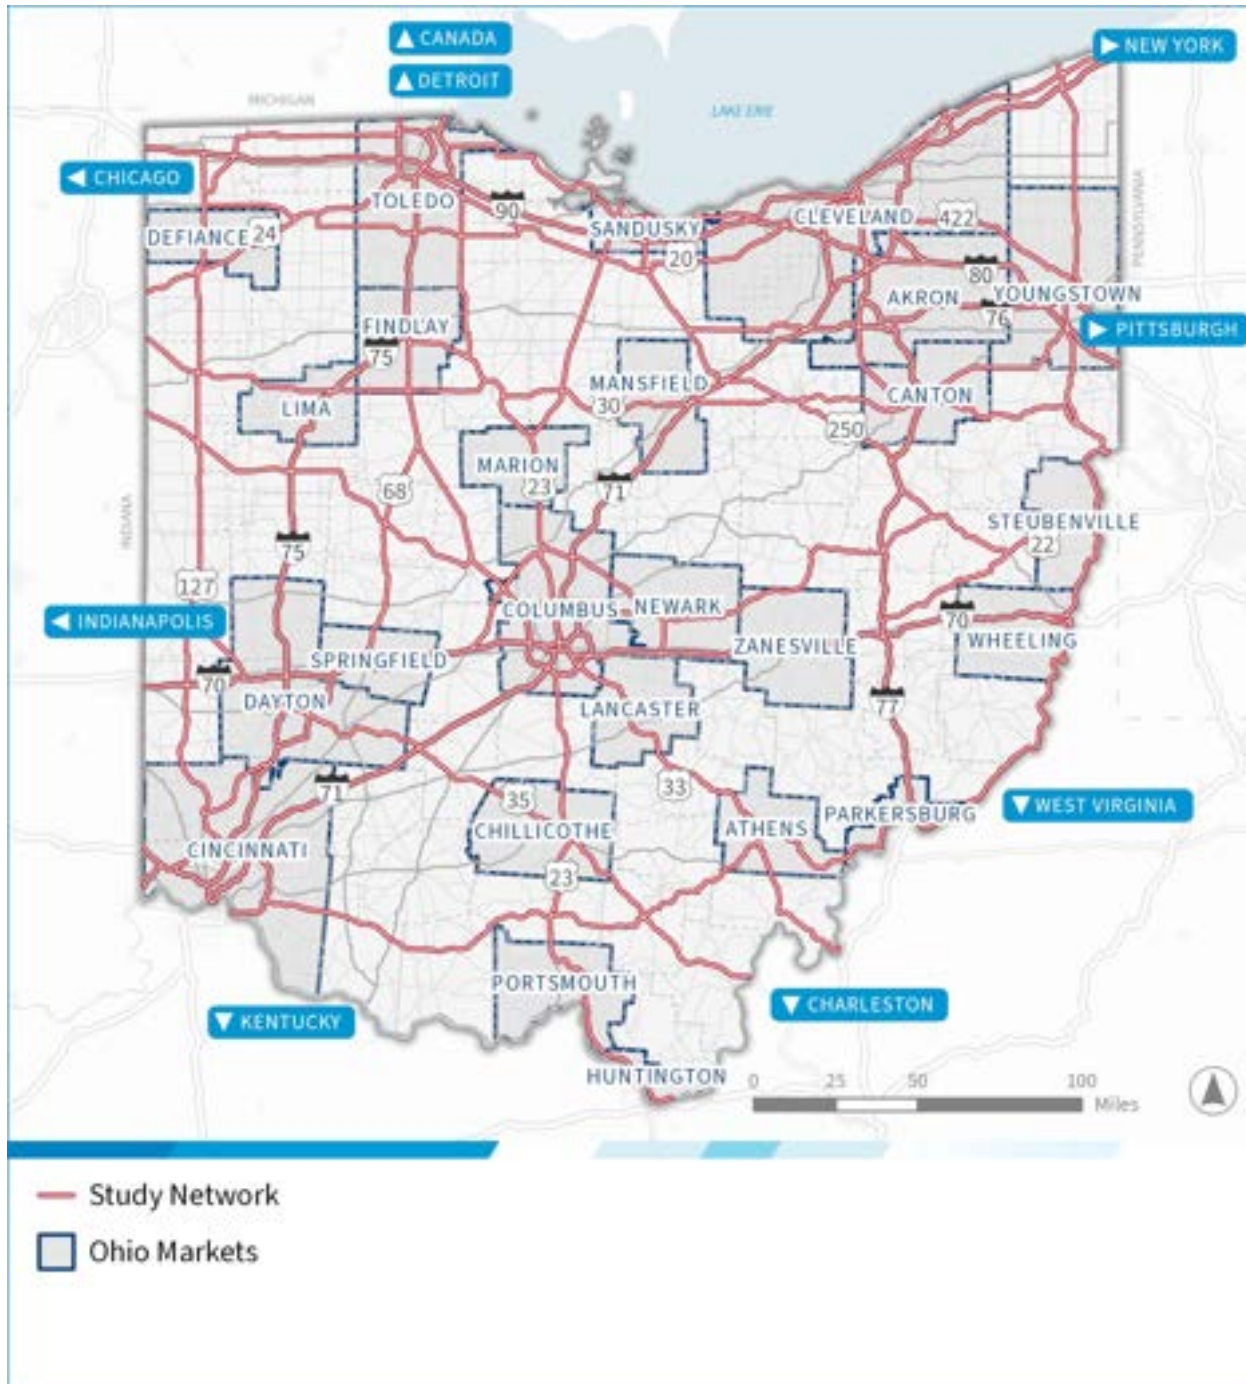 CANADA
NEW YORK
DETROIT
MICHIGAN
LAKE ERIE
CHICAGO
PENNSYLVANIA
TOLEDO
90
SANDUSKY
CLEVELAND
422
DEFIANCE
24
20
80
AKRON
YOUNGSTOWN
76
FINDLAY
PITTSBURGH
75
MANSFIELD
CANTON
LIMA
30
250
MARION
23
71
68
INDIANA
STEUBENVILLE
22
75
127
COLUMBUS
NEWARK
70
INDIANAPOLIS
ZANESVILLE
WHEELING
SPRINGFIELD
70
DAYTON
LANCASTER
77
71
35
33
WEST VIRGINIA
PARKERSBURG
CHILLICOTHE
ATHENS
CINCINNATI
23
PORTSMOUTH
CHARLESTON
KENTUCKY
HUNTINGTON
0 25 50 100
Miles
Study Network
Ohio Markets